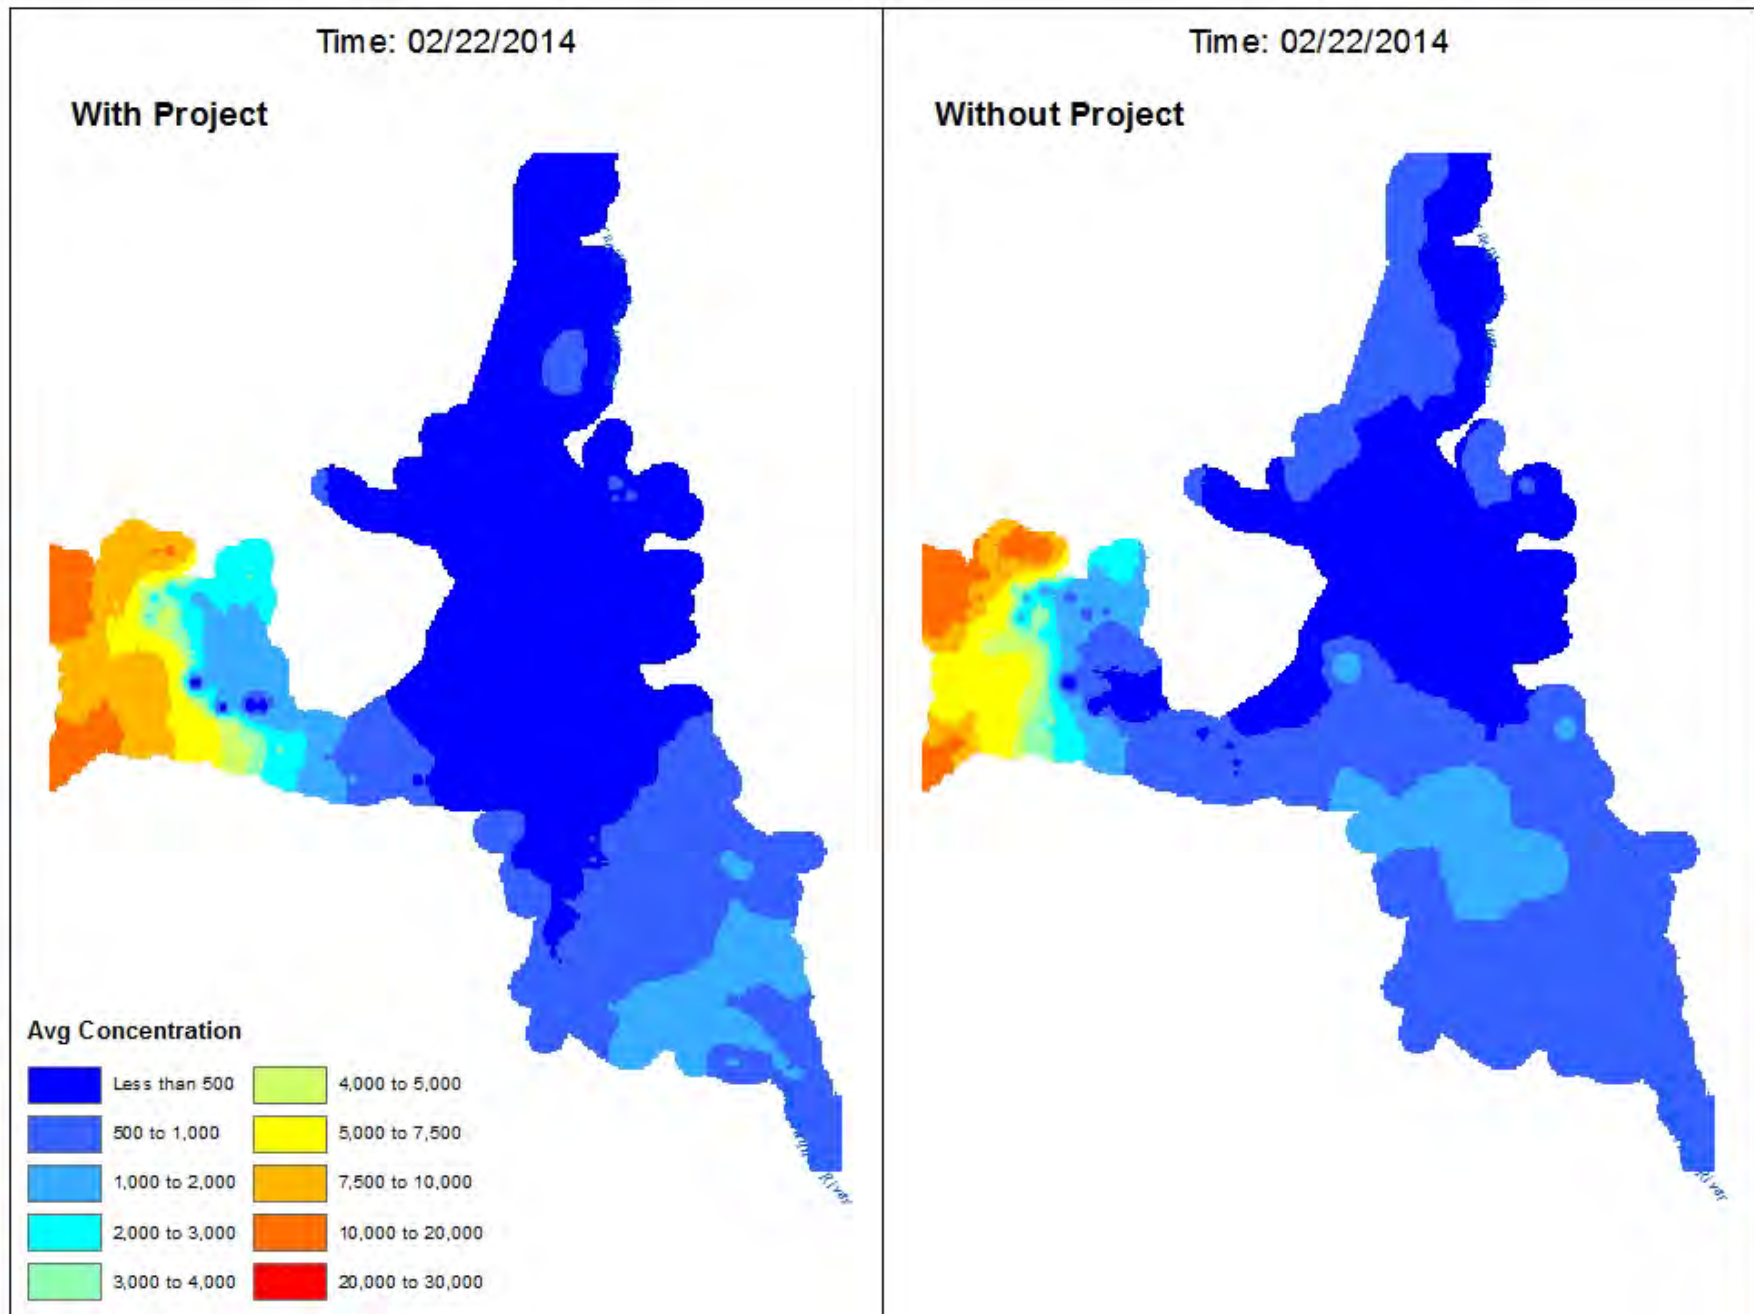 Time: 02/22/2014
With Project
Avg Concentration
Less than 500
500 to 1,000
1,000 to 2,000
2,000 to 3,000
3,000 to 4,000
4,000 to 5,000
5,000 to 7,500
7,500 to 10,000
10,000 to 20,000
20,000 to 30,000
River
Time: 02/22/2014
Without Project
River